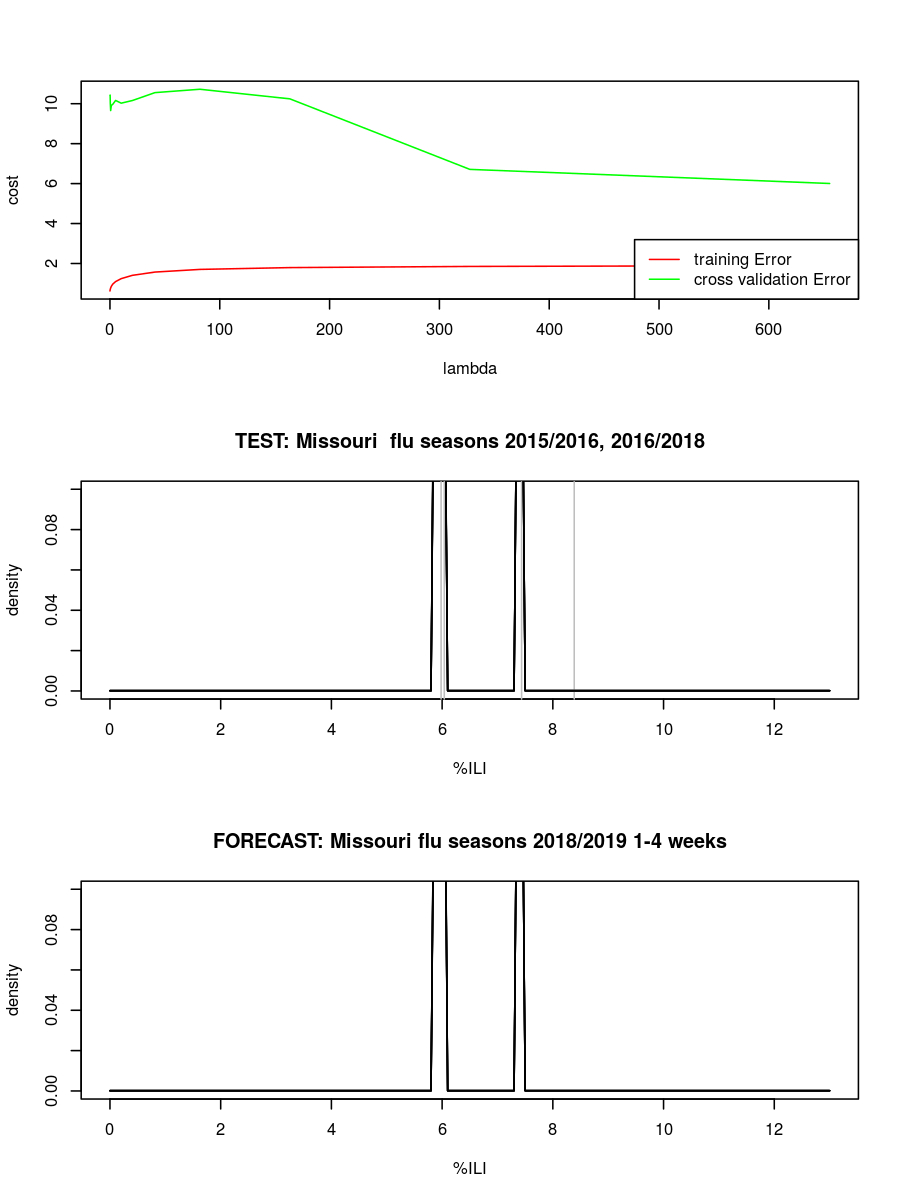 10
8
6
4
2
cost
training Error
cross validation Error
0 100 200 300 400 500 600
lambda
TEST: Missouri  flu seasons 2015/2016, 2016/2018
0.08
0.04
0.00
density
0 2 4 6 8 10 12
%ILI
FORECAST: Missouri flu seasons 2018/2019 1-4 weeks
0.08
0.04
0.00
density
0 2 4 6 8 10 12
%ILI